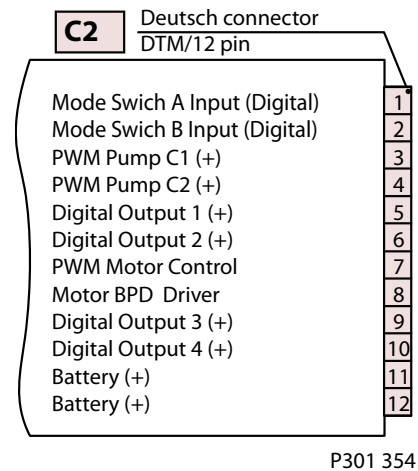 C2
Deutsch connector
DTM/12 pin
Mode Swich A Input (Digital) 1
Mode Swich B Input (Digital) 2
PWM Pump C1 (+) 3
PWM Pump C2 (+) 4
Digital Output 1 (+) 5
Digital Output 2 (+) 6
PWM Motor Control 7
Motor BPD Driver 8
Digital Output 3 (+) 9
Digital Output 4 (+) 10
Battery (+) 11
Battery (+) 12
P301 354